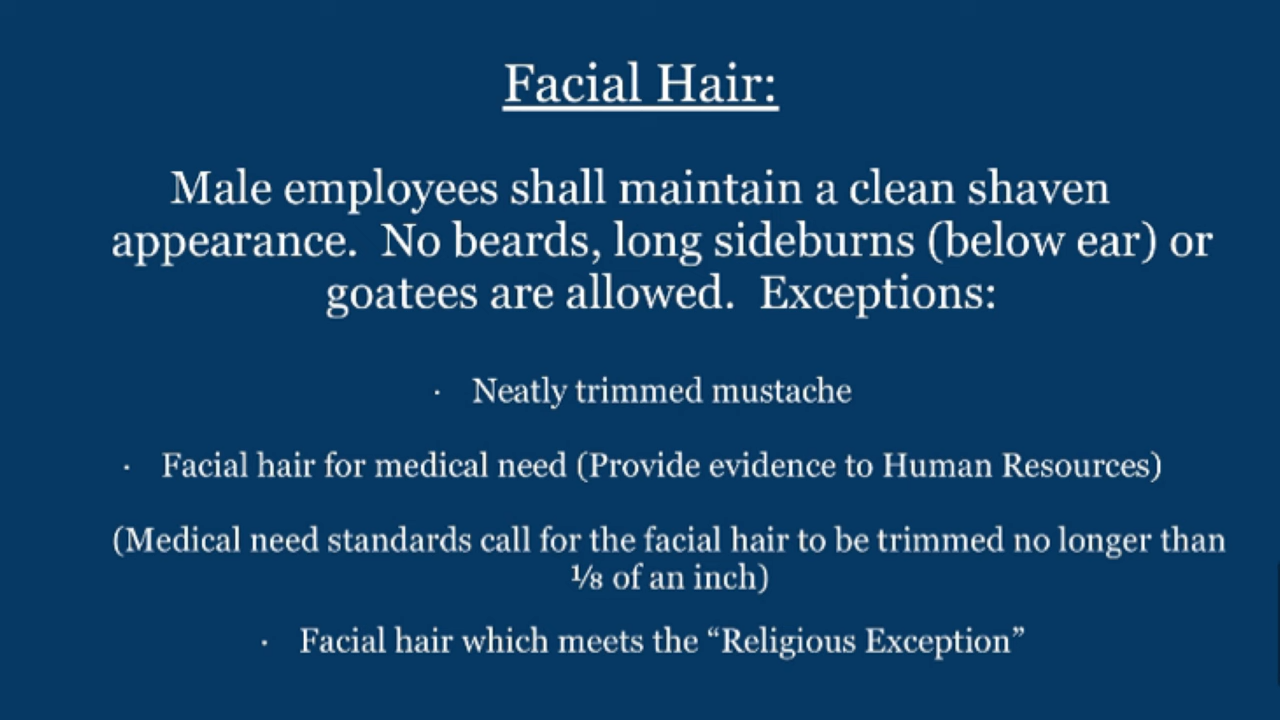 Facial Hair:
Male employees shall maintain a clean shaven
appearance.  No beards, long sideburns (below ear) or
goatees are allowed.  Exceptions:
· Neatly trimmed mustache
· Facial hair for medical need (Provide evidence to Human Resources)
(Medical need standards call for the facial hair to be trimmed no longer than
⅛ of an inch)
· Facial hair which meets the “Religious Exception”